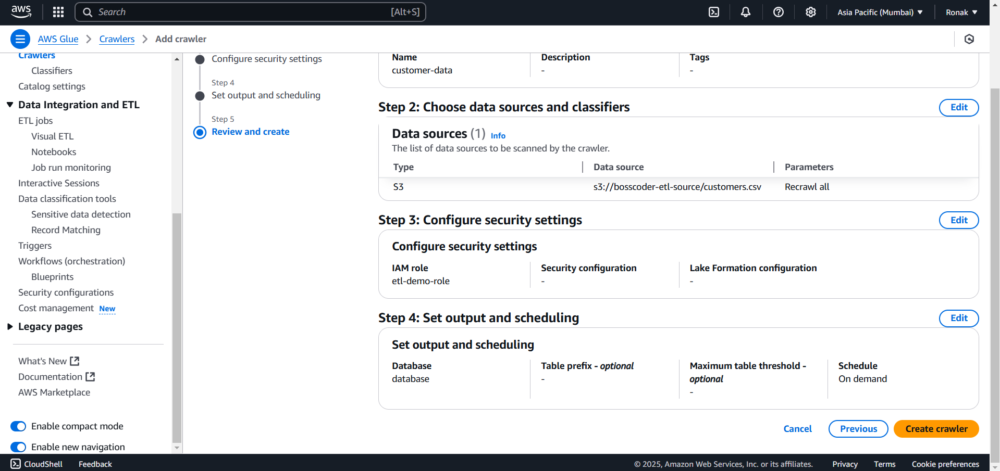 aws
Search [Alt+S]
Asia Pacific (Mumbai)
Ronak
AWS Glue
Crawlers
Add crawler
Crawlers
Classifiers
Catalog settings
Data Integration and ETL
ETL jobs
Visual ETL
Notebooks
Job run monitoring
Interactive Sessions
Data classification tools
Sensitive data detection
Record Matching
Triggers
Workflows (orchestration)
Blueprints
Security configurations
Cost management New
Legacy pages
What's New
Documentation
AWS Marketplace
Enable compact mode
Enable new navigation
Configure security settings
Step 4
Set output and scheduling
Step 5
Review and create
Name
customer-data
Description
-
Tags
-
Step 2: Choose data sources and classifiers
Edit
Data sources (1) Info
The list of data sources to be scanned by the crawler.
Type Data source Parameters
S3 s3://bosscoder-etl-source/customers.csv Recrawl all
Step 3: Configure security settings
Edit
Configure security settings
IAM role
etl-demo-role
Security configuration
-
Lake Formation configuration
-
Step 4: Set output and scheduling
Edit
Set output and scheduling
Database
database
Table prefix - optional
-
Maximum table threshold -
optional
-
Schedule
On demand
Cancel
Previous
Create crawler
CloudShell
Feedback
© 2025, Amazon Web Services, Inc. or its affiliates.
Privacy
Terms
Cookie preferences